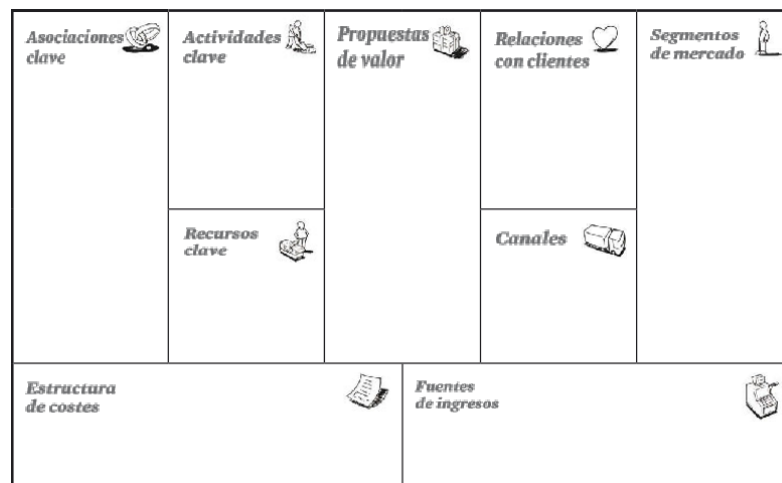 Asociaciones
clave
Actividades
clave
Propuestas
de valor
Relaciones
con clientes
Segmentos
de mercado
Recursos
clave
Canales
Estructura
de costes
Fuentes
de ingresos